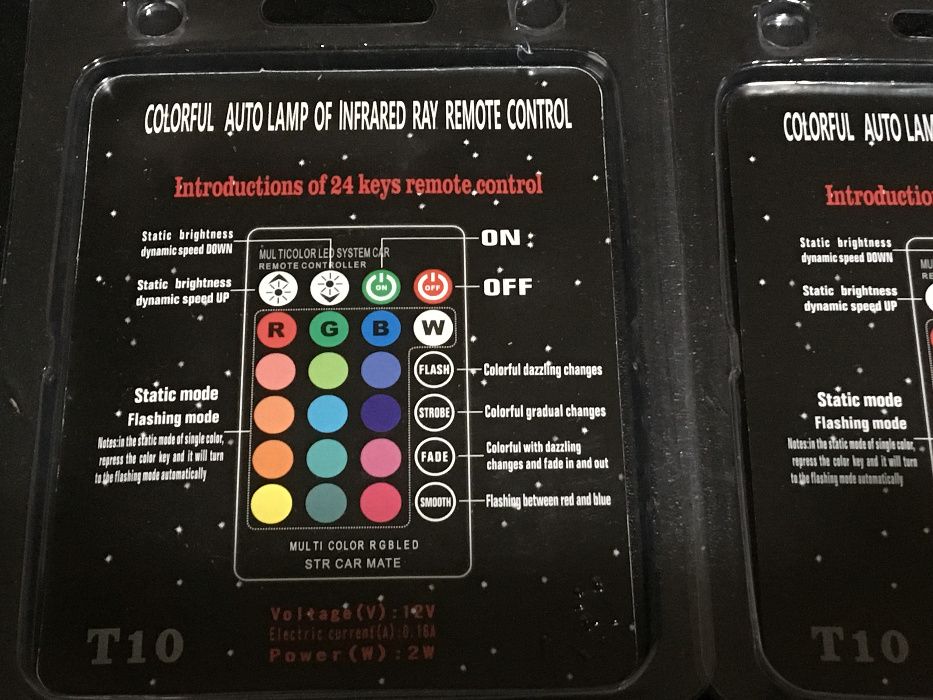 COLORFUL AUTO LAMP OF INFRARED RAY REMOTE CONTROL
Introductions of 24 keys remote control
Static brightness
dynamic speed DOWN
ON :
MULTICOLOR LED SYSTEM CAR
REMOTE CONTROLLER
Static brightness
dynamic speed UP
ON
OFF
OFF
R
G
B
W
FLASH
Colorful dazzling changes
Static mode
Flashing mode
Notes:in the static mode of single color,
repress the color key and it will turn
to the flashing mode automatically
STROBE
Colorful gradual changes
FADE
Colorful with dazzling
changes and fade in and out
SMOOTH
Flashing between red and blue
MULTI COLOR RGBLED
STR CAR MATE
Voltage(V):12V
Electric current(A):0.16A
Power(W):2W
T10
COLORFUL AUTO LAM
Introductio
Static brightness
dynamic speed DOWN
MU
RE
Static brightness
dynamic speed UP
Static mode
Flashing mode
Notes:in the static mode of single color,
repress the color key and it will turn
to the flashing mode automatically
T10